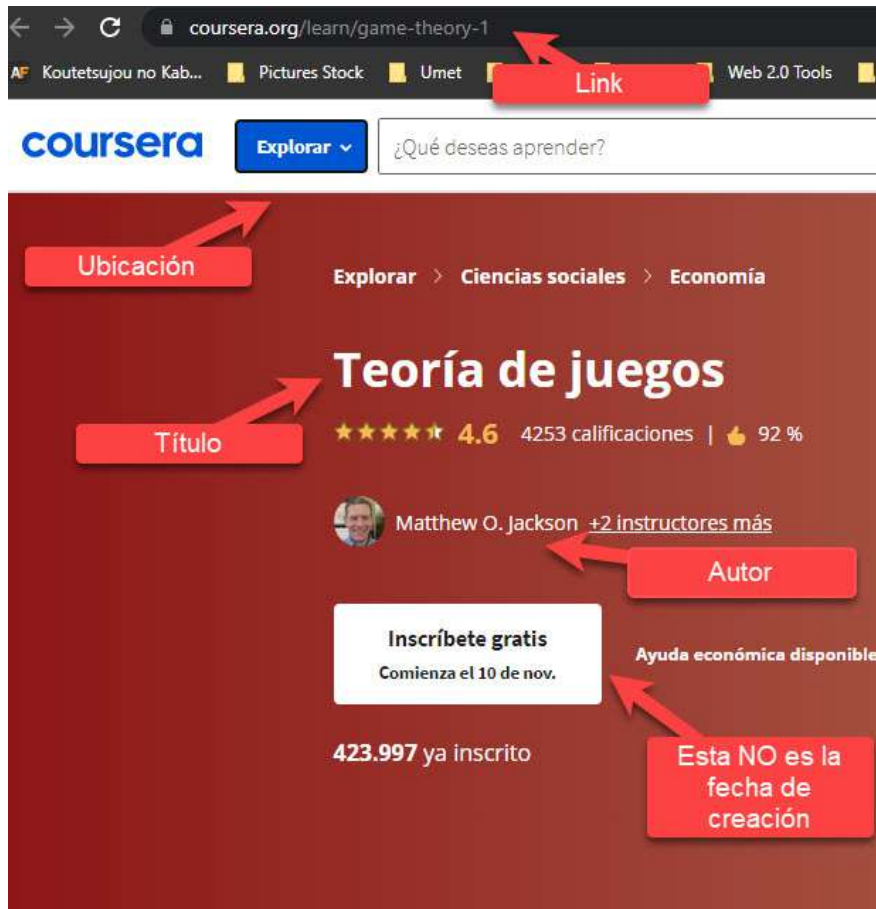 coursera.org/learn/game-theory-1
AF Koutetsujou no Kab... Pictures Stock Umet Web 2.0 Tools
Link
coursera Explorar ¿Qué deseas aprender?
Ubicación
Explorar > Ciencias sociales > Economía
Teoría de juegos
Título
4.6 4253 calificaciones | 92 %
Matthew O. Jackson +2 instructores más
Autor
Inscríbete gratis
Comienza el 10 de nov.
Ayuda económica disponible
423.997 ya inscrito
Esta NO es la
fecha de
creación